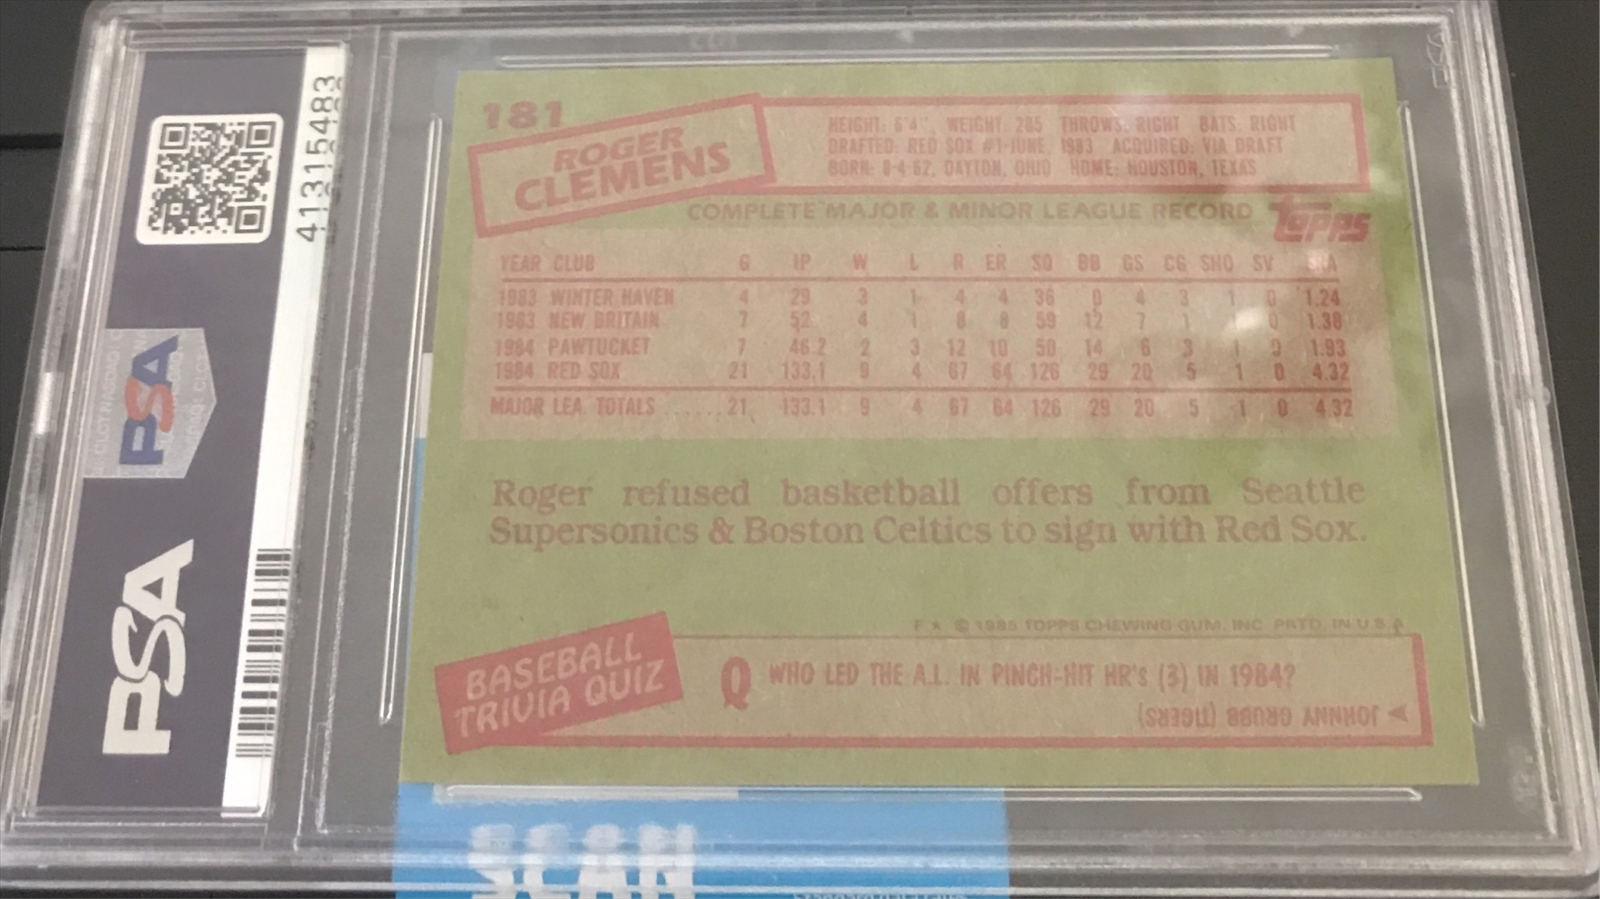 181
ROGER
CLEMENS
HEIGHT: 6'4" WEIGHT: 205 THROWS: RIGHT BATS: RIGHT
DRAFTED: RED SOX #1-JUNE, 1983 ACQUIRED: VIA DRAFT
BORN: 8-4-62, DAYTON, OHIO HOME: HOUSTON, TEXAS
COMPLETE MAJOR & MINOR LEAGUE RECORD
topps
YEAR CLUB G IP W L R ER SO BB GS CG SHO SV ERA
1983 WINTER HAVEN 4 29 3 1 4 4 36 0 4 3 1 0 1.24
1983 NEW BRITAIN 7 52 4 1 8 8 59 12 7 1 1 0 1.38
1984 PAWTUCKET 7 46.2 2 3 12 10 50 14 6 3 1 0 1.93
1984 RED SOX 21 133.1 9 4 67 64 126 29 20 5 1 0 4.32
MAJOR LEA. TOTALS ....... 21 133.1 9 4 67 64 126 29 20 5 1 0 4.32
Roger refused basketball offers from Seattle
Supersonics & Boston Celtics to sign with Red Sox.
F * © 1985 TOPPS CHEWING GUM, INC. PRTD. IN U.S.A.
BASEBALL
TRIVIA QUIZ
Q WHO LED THE A.L. IN PINCH-HIT HR's (3) IN 1984?
JOHNNY GRUBB (TIGERS)
41315483
PSA
PSA
SCAN